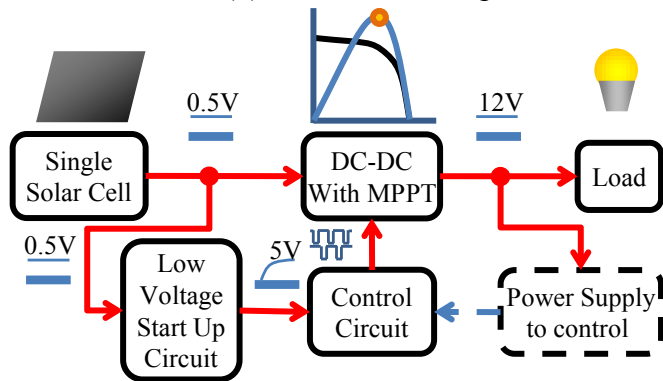 0.5V
12V
Single
Solar Cell
DC-DC
With MPPT
Load
0.5V
Low
Voltage
Start Up
Circuit
5V
Control
Circuit
Power Supply
to control